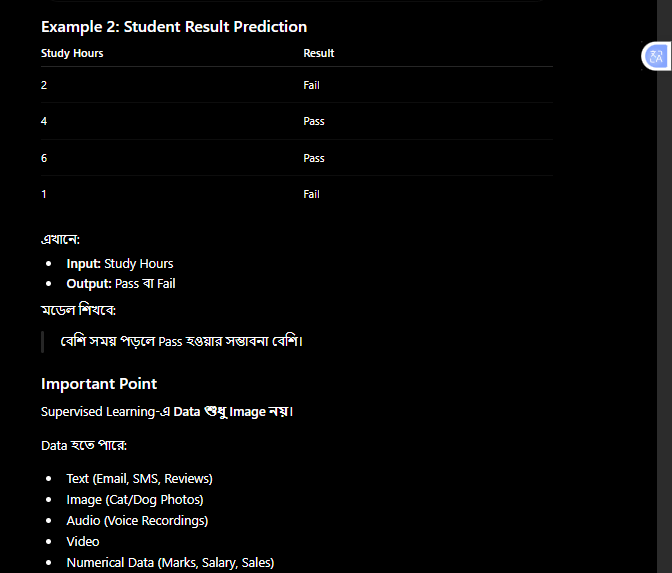 Example 2: Student Result Prediction
Study Hours Result
2 Fail
4 Pass
6 Pass
1 Fail
এখানে:
Input: Study Hours
Output: Pass বা Fail
মডেল শিখবে:
বেশি সময় পড়লে Pass হওয়ার সম্ভাবনা বেশি।
Important Point
Supervised Learning-এ Data শুধু Image নয়।
Data হতে পারে:
Text (Email, SMS, Reviews)
Image (Cat/Dog Photos)
Audio (Voice Recordings)
Video
Numerical Data (Marks, Salary, Sales)